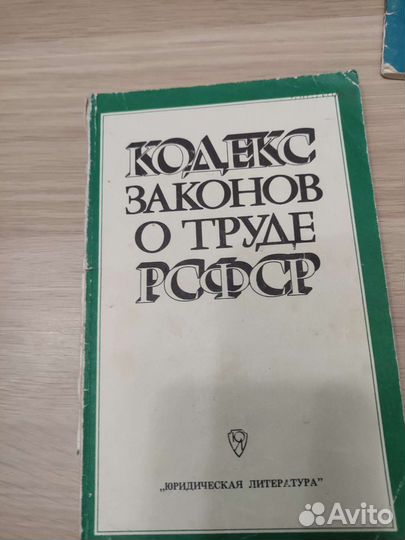 КОДЕКС
ЗАКОНОВ
О ТРУДЕ
РСФСР
„ЮРИДИЧЕСКАЯ ЛИТЕРАТУРА"
Avito